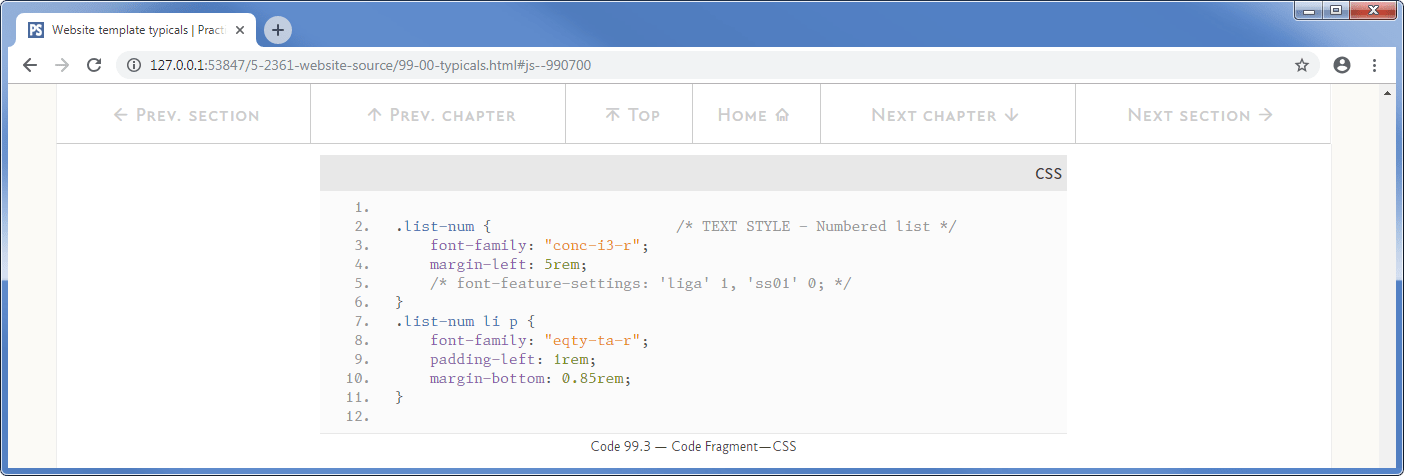 Website template typicals | Practi
127.0.0.1:53847/5-2361-website-source/99-00-typicals.html#js--990700
← Prev. section ↑ Prev. chapter Top Home Next chapter ↓ Next section →
CSS
1.
2. .list-num { /* TEXT STYLE - Numbered list */
3. font-family: "conc-i3-r";
4. margin-left: 5rem;
5. /* font-feature-settings: 'liga' 1, 'ss01' 0; */
6. }
7. .list-num li p {
8. font-family: "eqty-ta-r";
9. padding-left: 1rem;
10. margin-bottom: 0.85rem;
11. }
12.
Code 99.3 — Code Fragment—CSS